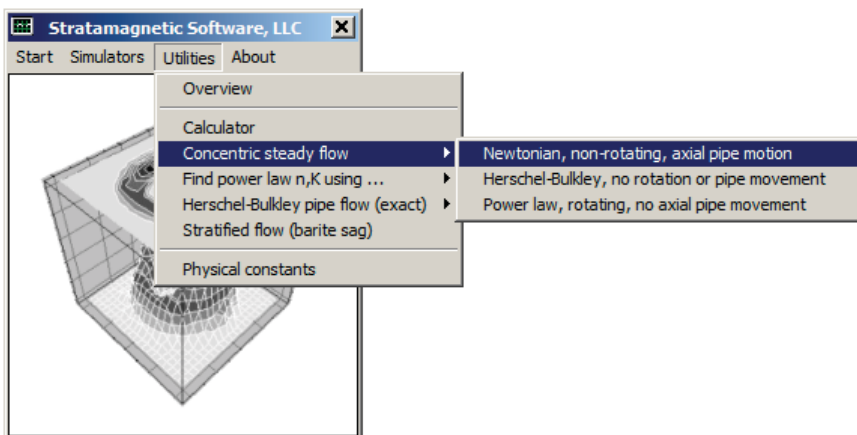 Stratamagnetic Software, LLC
Start Simulators Utilities About
Overview
Calculator
Concentric steady flow
Newtonian, non-rotating, axial pipe motion
Find power law n,K using ...
Herschel-Bulkley, no rotation or pipe movement
Herschel-Bulkley pipe flow (exact)
Power law, rotating, no axial pipe movement
Stratified flow (barite sag)
Physical constants